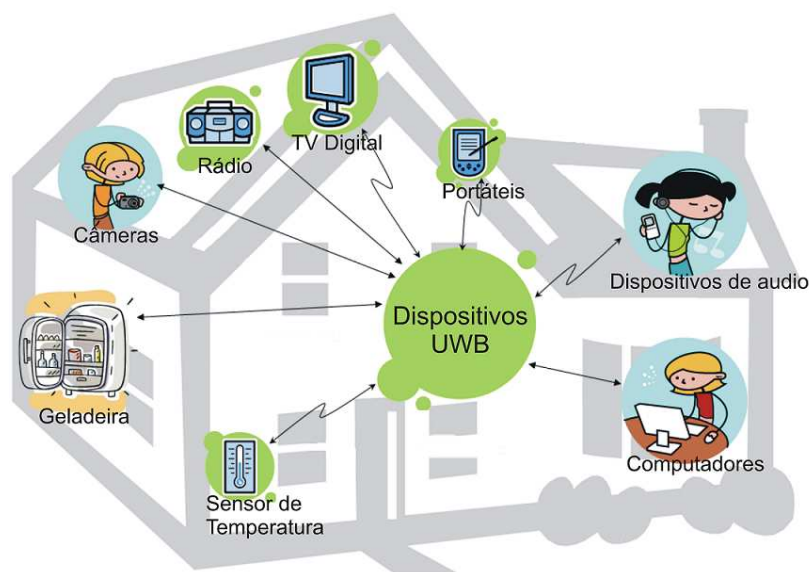 TV Digital
Rádio
Portáteis
Câmeras
Dispositivos de audio
Dispositivos
UWB
Geladeira
Computadores
Sensor de
Temperatura